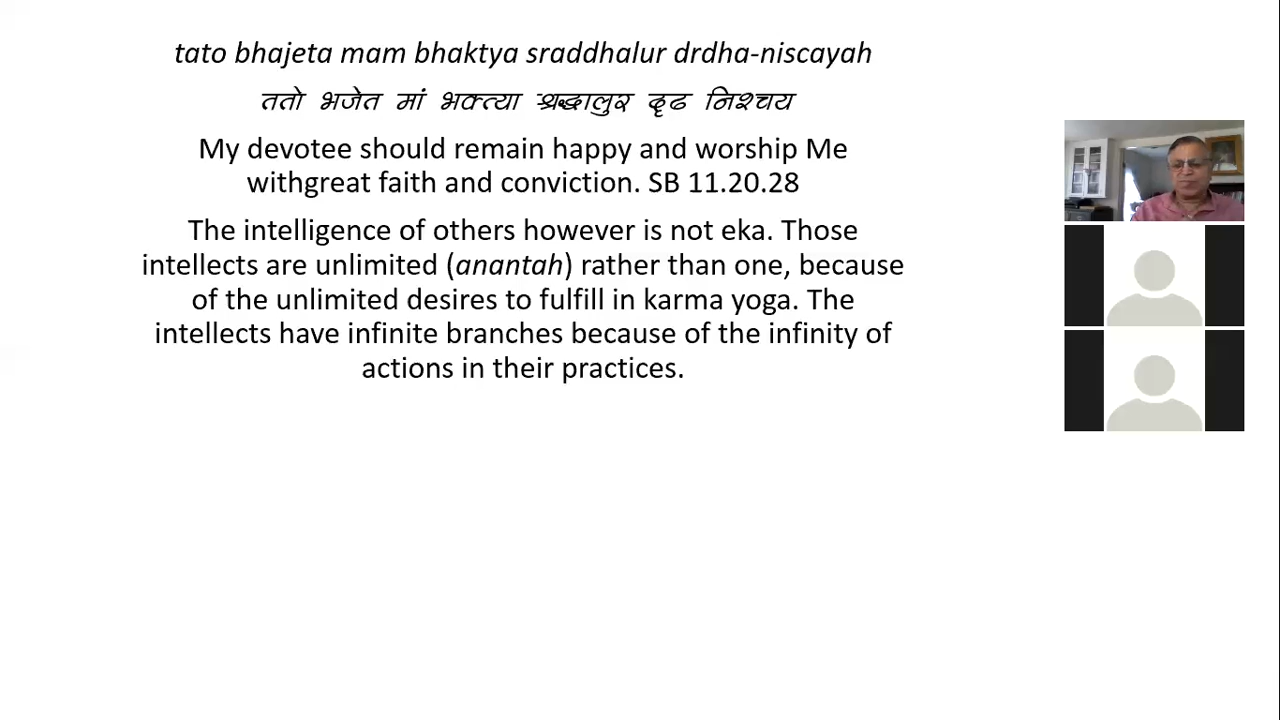 tato bhajeta mam bhaktya sraddhalur drdha-niscayah
ततो भजेत मां भक्त्या श्रद्धालुर दृढ निश्चय
My devotee should remain happy and worship Me
withgreat faith and conviction. SB 11.20.28
The intelligence of others however is not eka. Those
intellects are unlimited (anantah) rather than one, because
of the unlimited desires to fulfill in karma yoga. The
intellects have infinite branches because of the infinity of
actions in their practices.